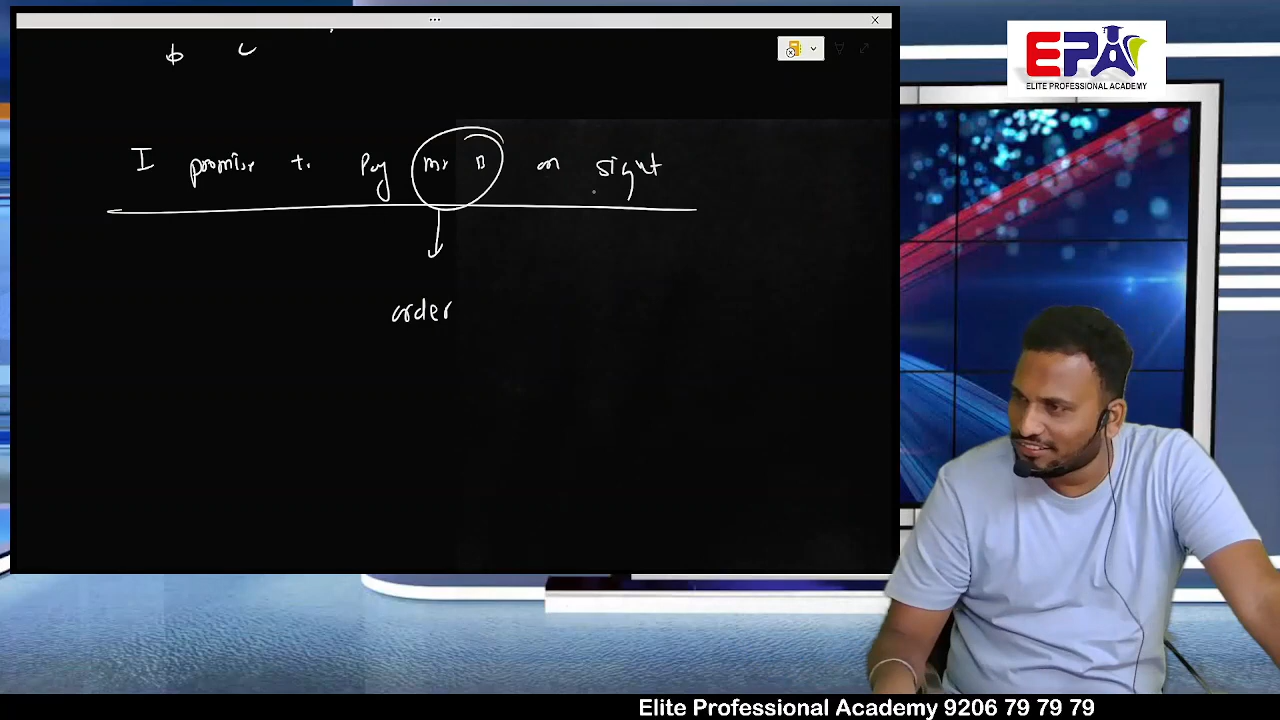 I promise to Pay Mr B on sight
order
EPA
ELITE PROFESSIONAL ACADEMY
Elite Professional Academy 9206 79 79 79